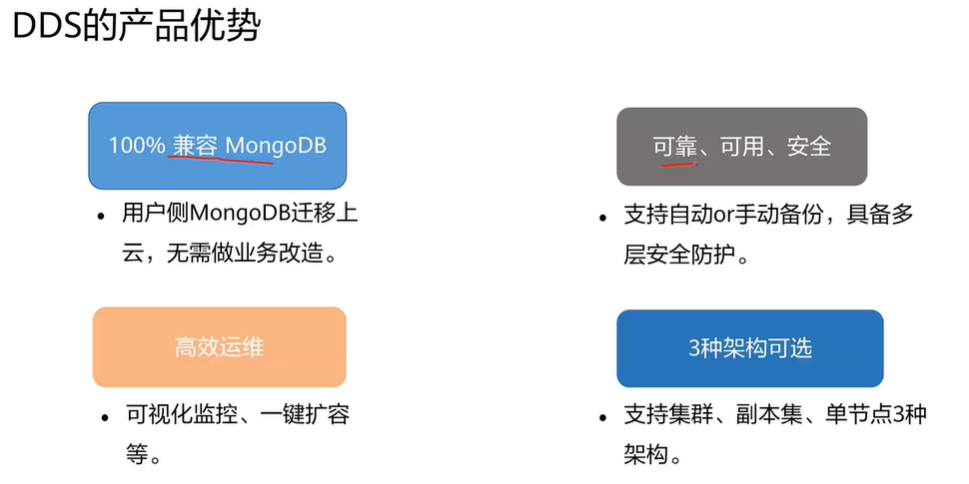 DDS的产品优势
100% 兼容 MongoDB
• 用户侧MongoDB迁移上
云，无需做业务改造。
可靠、可用、安全
• 支持自动or手动备份，具备多
层安全防护。
高效运维
• 可视化监控、一键扩容
等。
3种架构可选
• 支持集群、副本集、单节点3种
架构。